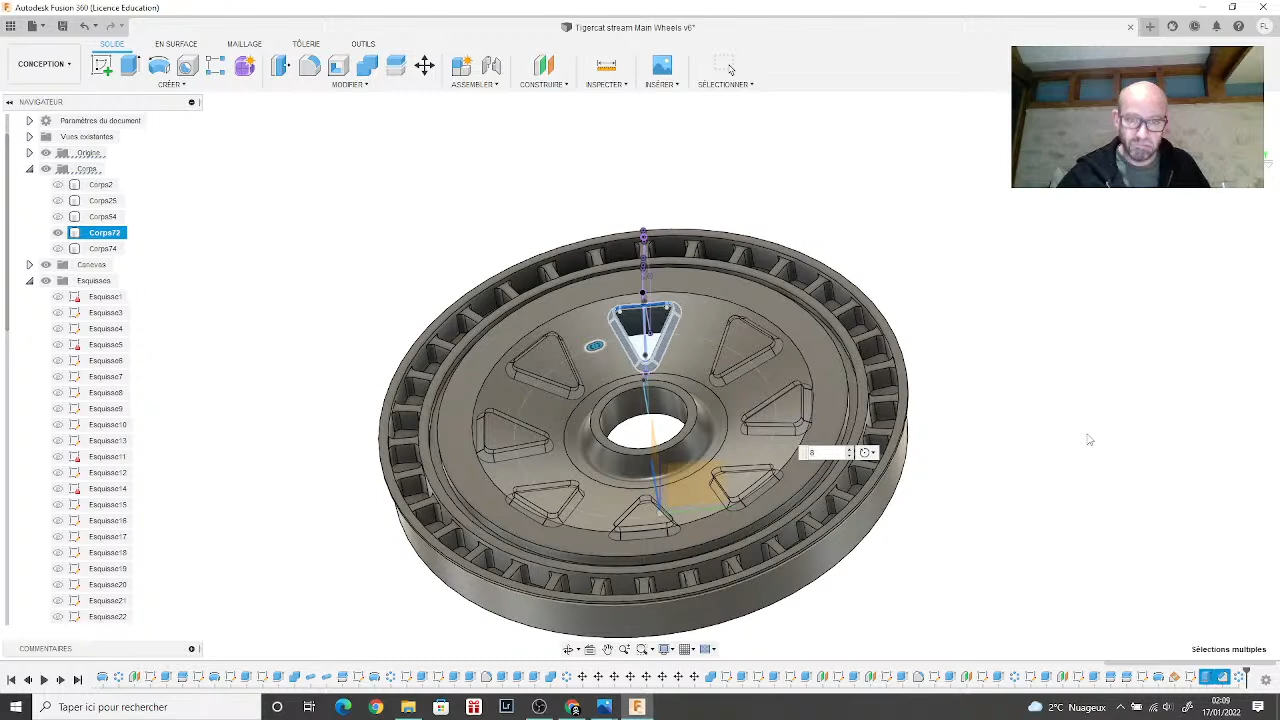 Autodesk Fusion 360 (Licence Education)
Tigercat stream Main Wheels v6*
FL
CONCEPTION
SOLIDE
EN SURFACE
MAILLAGE
TÔLERIE
OUTILS
CRÉER
MODIFIER
ASSEMBLER
CONSTRUIRE
INSPECTER
INSÉRER
SÉLECTIONNER
NAVIGATEUR
Paramètres du document
Vues existantes
Origine
Corps
Corps2
Corps25
Corps54
Corps72
Corps74
Canevas
Esquisses
Esquisse1
Esquisse3
Esquisse4
Esquisse5
Esquisse6
Esquisse7
Esquisse8
Esquisse9
Esquisse10
Esquisse13
Esquisse11
Esquisse12
Esquisse14
Esquisse15
Esquisse16
Esquisse17
Esquisse18
Esquisse19
Esquisse20
Esquisse21
Esquisse22
8
COMMENTAIRES
Sélections multiples
Taper ici pour rechercher
2°C Nuageux
02:09
17/01/2022